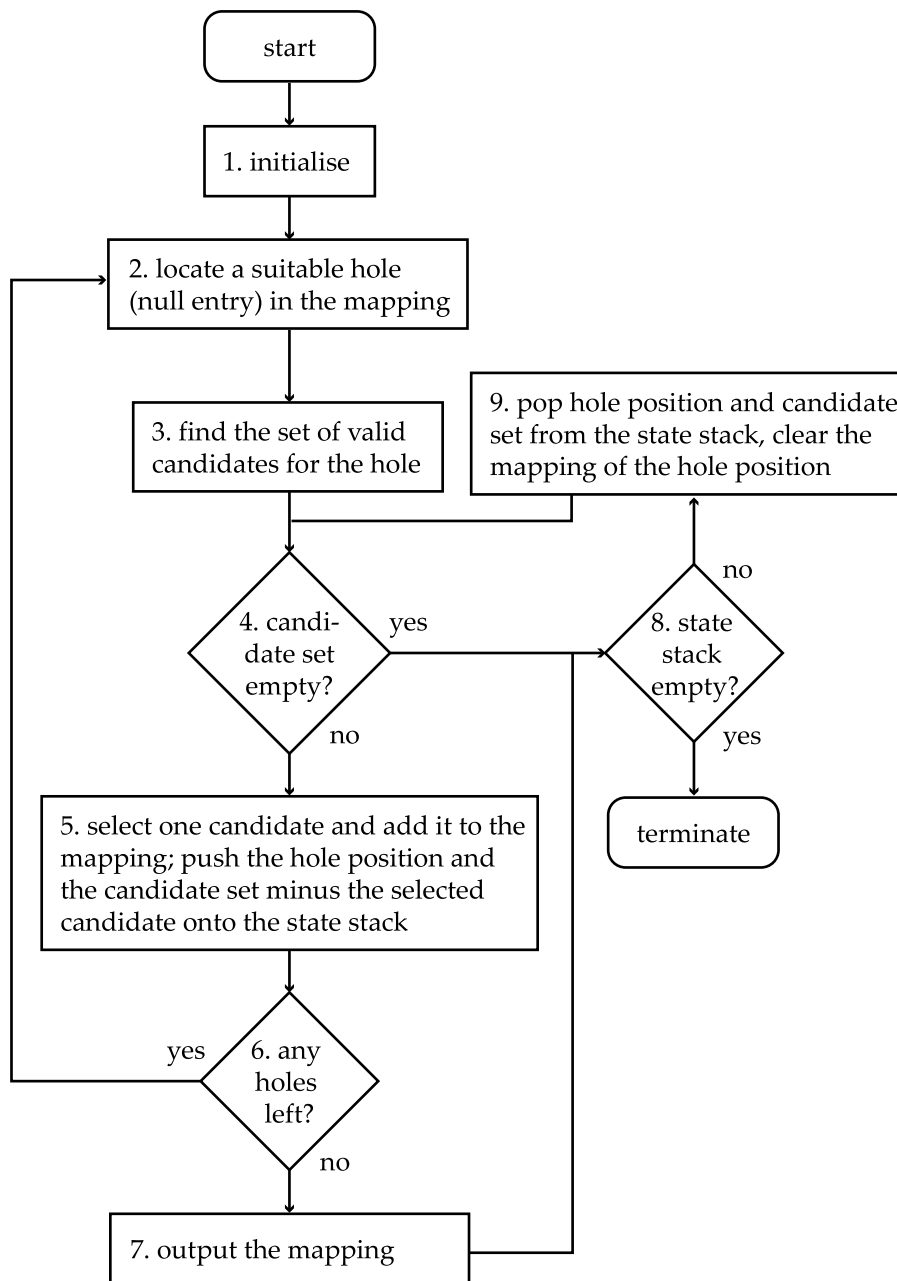 start
1. initialise
2. locate a suitable hole
(null entry) in the mapping
3. find the set of valid
candidates for the hole
9. pop hole position and candidate
set from the state stack, clear the
mapping of the hole position
no
4. candi-
date set
empty?
yes
8. state
stack
empty?
no
yes
terminate
5. select one candidate and add it to the
mapping; push the hole position and
the candidate set minus the selected
candidate onto the state stack
yes
6. any
holes
left?
no
7. output the mapping